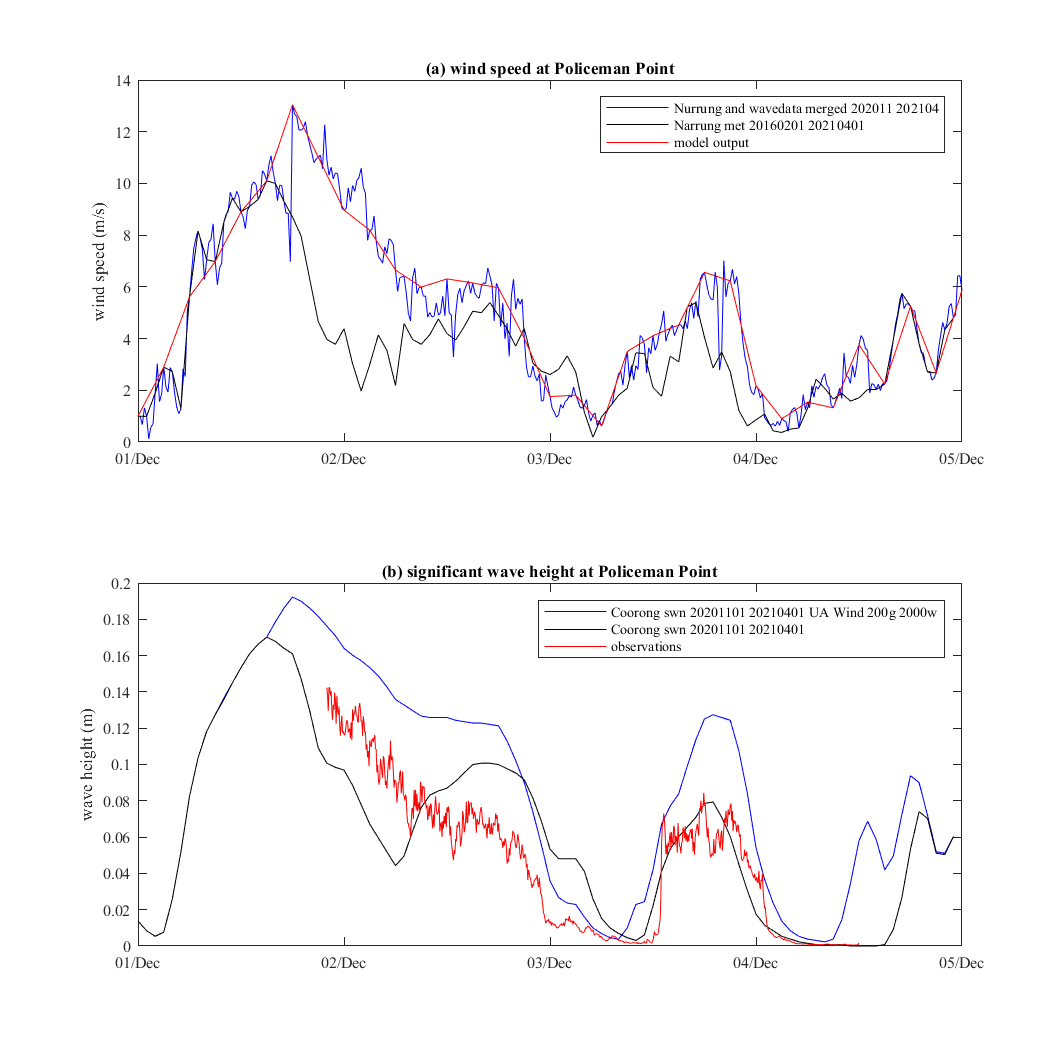 (a) wind speed at Policeman Point
14
12
10
8
6
4
2
0
wind speed (m/s)
Nurrung and wavedata merged 202011 202104
Narrung met 20160201 20210401
model output
01/Dec 02/Dec 03/Dec 04/Dec 05/Dec
(b) significant wave height at Policeman Point
0.2
0.18
0.16
0.14
0.12
0.1
0.08
0.06
0.04
0.02
0
wave height (m)
Coorong swn 20201101 20210401 UA Wind 200g 2000w
Coorong swn 20201101 20210401
observations
01/Dec 02/Dec 03/Dec 04/Dec 05/Dec